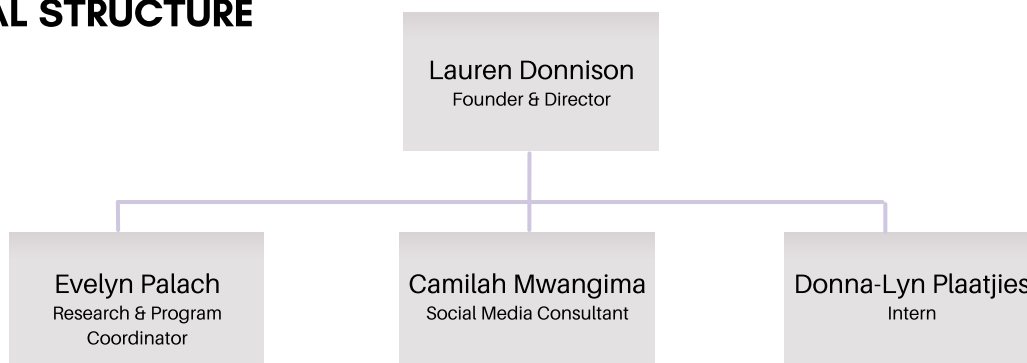 AL STRUCTURE
Lauren Donnison
Founder & Director
Evelyn Palach
Research & Program
Coordinator
Camilah Mwangima
Social Media Consultant
Donna-Lyn Plaatjies
Intern